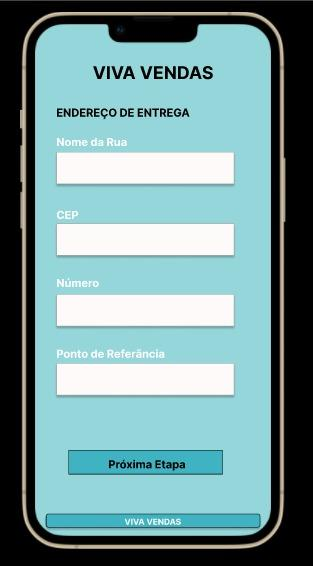 VIVA VENDAS
ENDEREÇO DE ENTREGA
Nome da Rua
CEP
Número
Ponto de Referância
Próxima Etapa
VIVA VENDAS